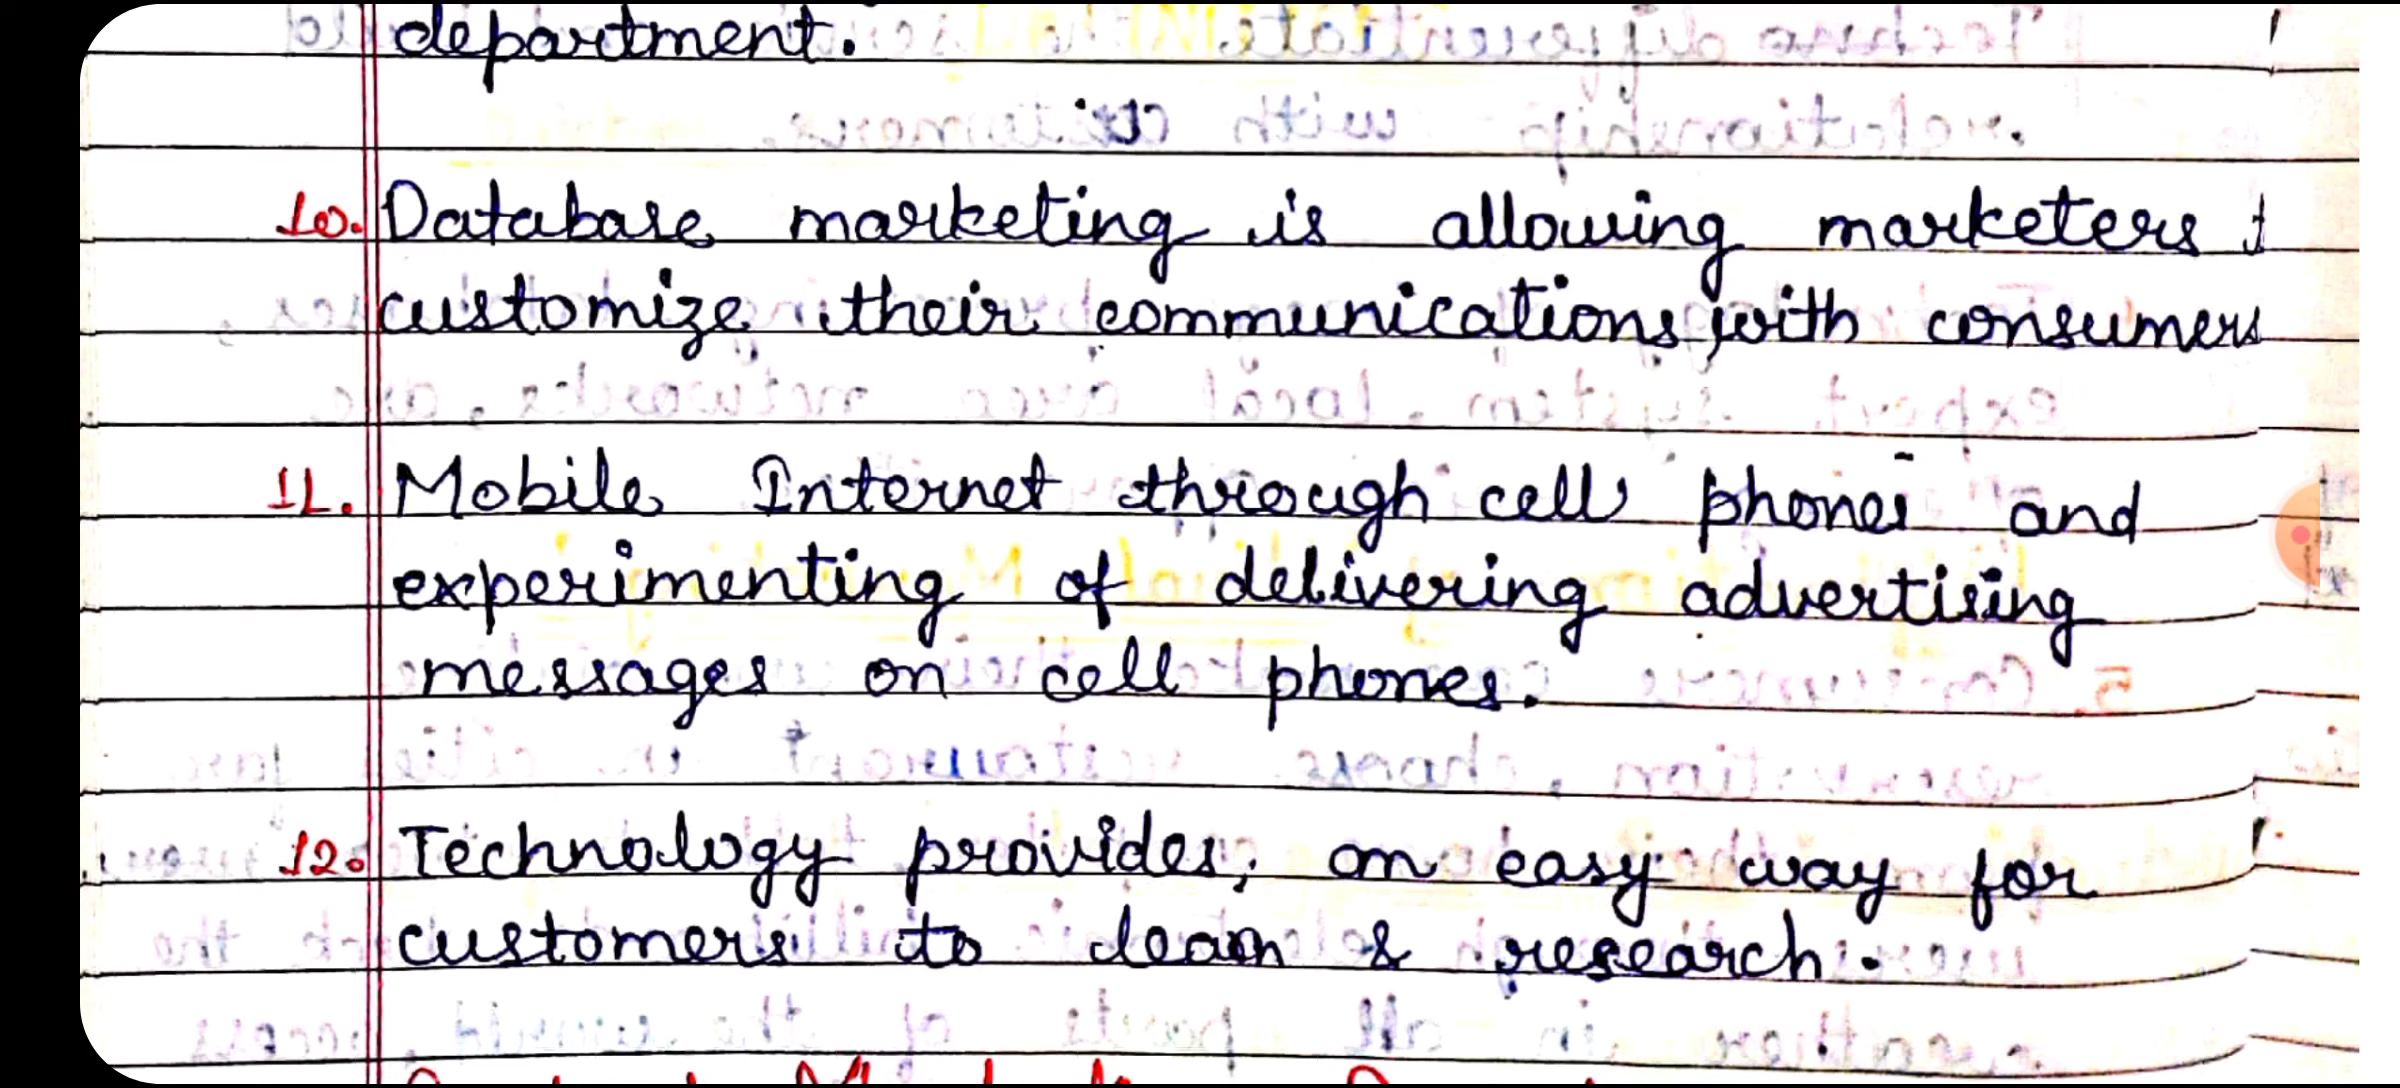 department.
10. Database marketing is allowing marketers t
customize their communications with consumers
11. Mobile Internet through cell phones and
experimenting of delivering advertising
messages on cell phones.
12. Technology provides, an easy way for
customers to learn & research.